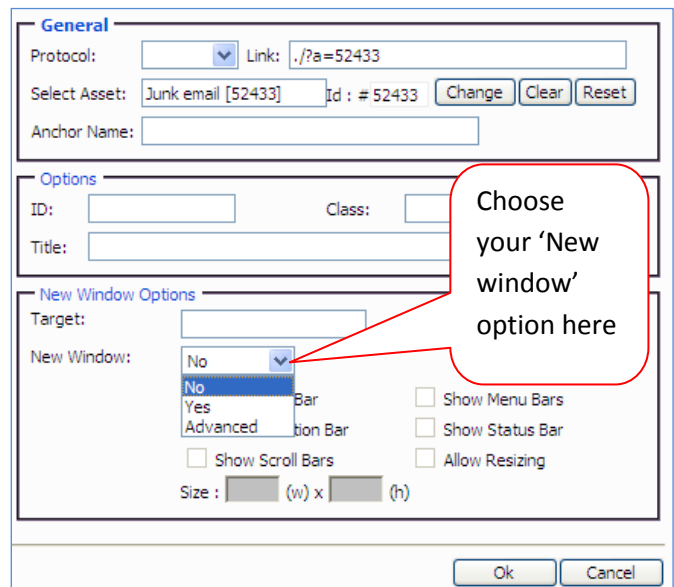 General
Protocol: Link: ./?a=52433
Select Asset: Junk email [52433] Id : # 52433 Change Clear Reset
Anchor Name:
Options
ID: Class:
Title:
Choose
your ‘New
window’
option here
New Window Options
Target:
New Window: No
No
Yes
Advanced
Bar Show Menu Bars
tion Bar Show Status Bar
Show Scroll Bars Allow Resizing
Size : (w) x (h)
Ok Cancel